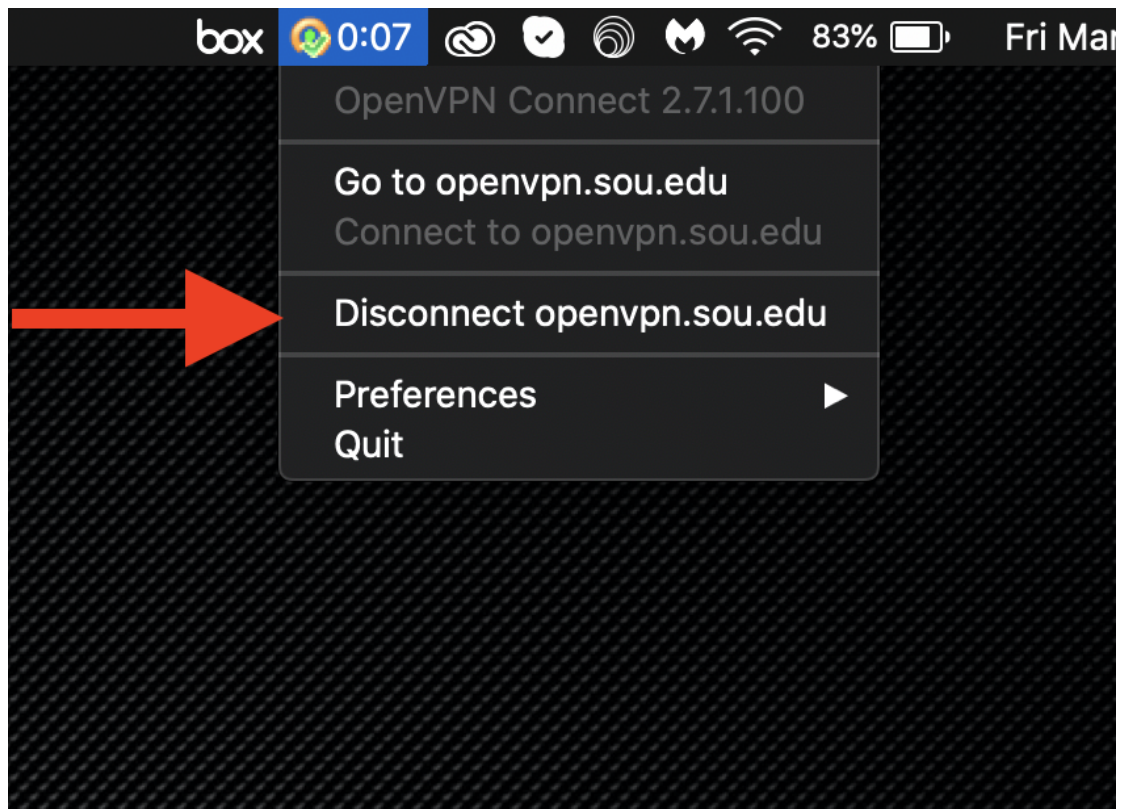 box 0:07 83% Fri Mar
OpenVPN Connect 2.7.1.100
Go to openvpn.sou.edu
Connect to openvpn.sou.edu
Disconnect openvpn.sou.edu
Preferences
Quit